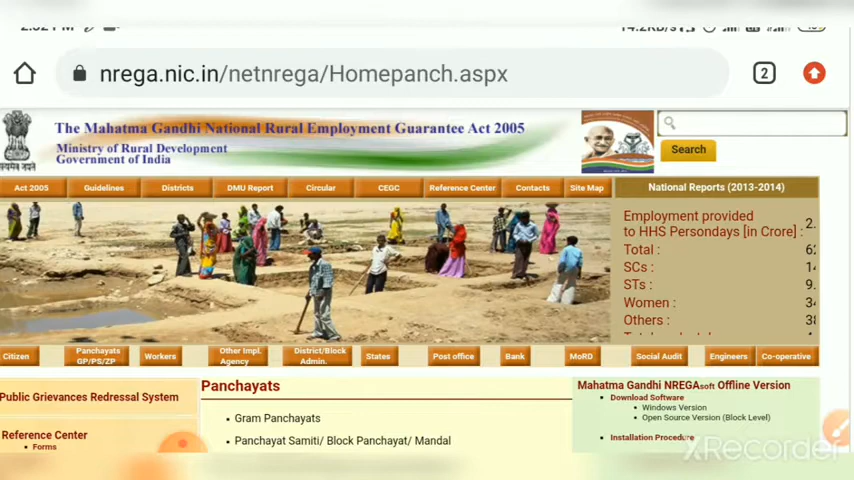 nrega.nic.in/netnrega/Homepanch.aspx
2
The Mahatma Gandhi National Rural Employment Guarantee Act 2005
Ministry of Rural Development
Government of India
Search
Act 2005
Guidelines
Districts
DMU Report
Circular
CEGC
Reference Center
Contacts
Site Map
National Reports (2013-2014)
Employment provided
to HHS Persondays [in Crore] : 2.
Total :
SCs :
STs : 9.
Women :
Others :
Citizen
Panchayats
GP/PS/ZP
Workers
Other Impl.
Agency
District/Block
Admin.
States
Post office
Bank
MoRD
Social Audit
Engineers
Co-operative
Public Grievances Redressal System
Reference Center
Forms
Panchayats
Gram Panchayats
Panchayat Samiti/ Block Panchayat/ Mandal
Mahatma Gandhi NREGAsoft Offline Version
Download Software
Windows Version
Open Source Version (Block Level)
Installation Procedure
XRecorder